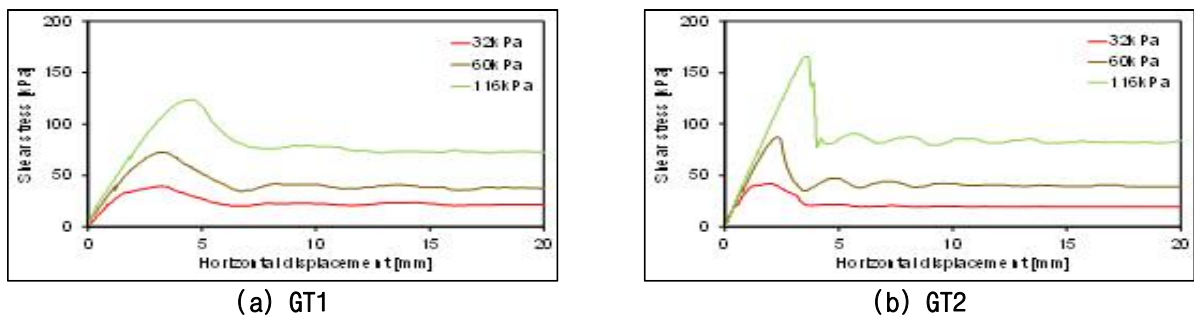 200
150
100
50
0
Shear stress [kPa]
32kPa
60kPa
116kPa
0 5 10 15 20
Horizontal displacement [mm]
(a) GT1
200
150
100
50
0
Shear stress [kPa]
32kPa
60kPa
116kPa
0 5 10 15 20
Horizontal displacement [mm]
(b) GT2